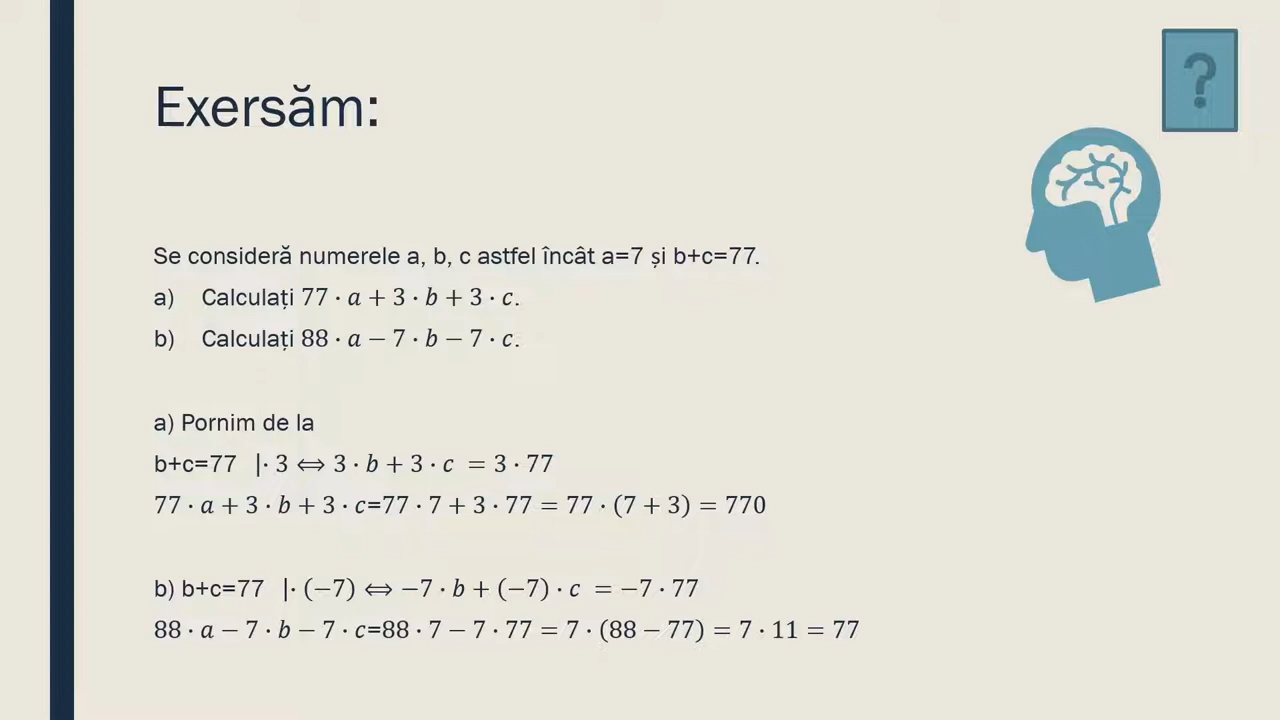 ?
Exersăm:
Se consideră numerele a, b, c astfel încât a=7 și b+c=77.
a) Calculați 77 · a + 3 · b + 3 · c.
b) Calculați 88 · a − 7 · b − 7 · c.
a) Pornim de la
b+c=77 |· 3 ⇔ 3 · b + 3 · c = 3 · 77
77 · a + 3 · b + 3 · c=77 · 7 + 3 · 77 = 77 · (7 + 3) = 770
b) b+c=77 |· (−7) ⇔ −7 · b + (−7) · c = −7 · 77
88 · a − 7 · b − 7 · c=88 · 7 − 7 · 77 = 7 · (88 − 77) = 7 · 11 = 77